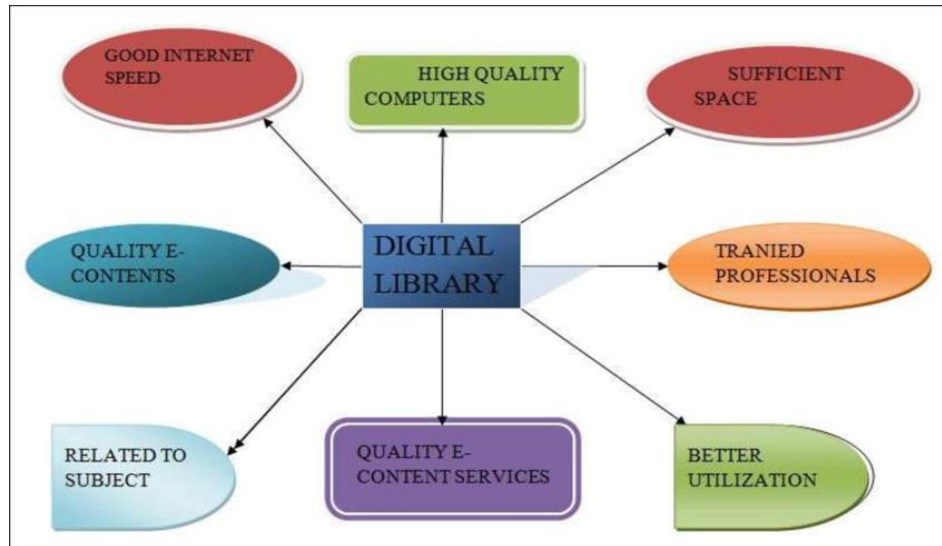 GOOD INTERNET
SPEED
HIGH QUALITY
COMPUTERS
SUFFICIENT
SPACE
QUALITY E-
CONTENTS
DIGITAL
LIBRARY
TRANIED
PROFESSIONALS
RELATED TO
SUBJECT
QUALITY E-
CONTENT SERVICES
BETTER
UTILIZATION